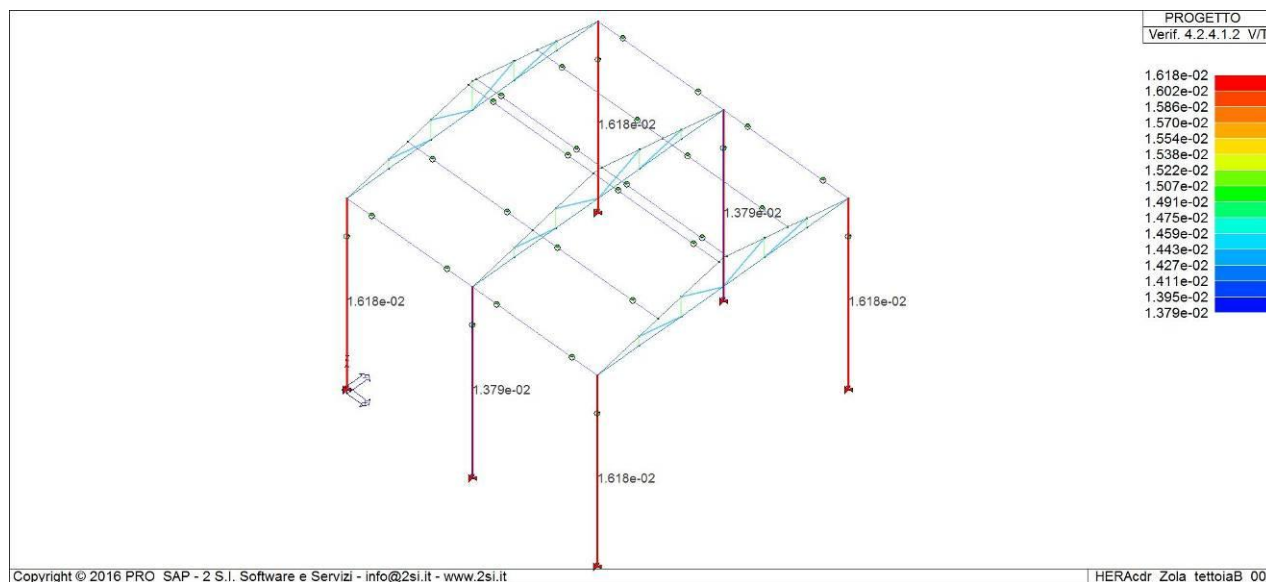 PROGETTO
Verif. 4.2.4.1.2 V/T
1.618e-02
1.602e-02
1.586e-02
1.570e-02
1.554e-02
1.538e-02
1.522e-02
1.507e-02
1.491e-02
1.475e-02
1.459e-02
1.443e-02
1.427e-02
1.411e-02
1.395e-02
1.379e-02
1.618e-02
1.379e-02
1.618e-02
1.618e-02
1.379e-02
1.618e-02
Copyright © 2016 PRO_SAP - 2 S.I. Software e Servizi - info@2si.it - www.2si.it
HERAcdr_Zola_tettoiaB_00